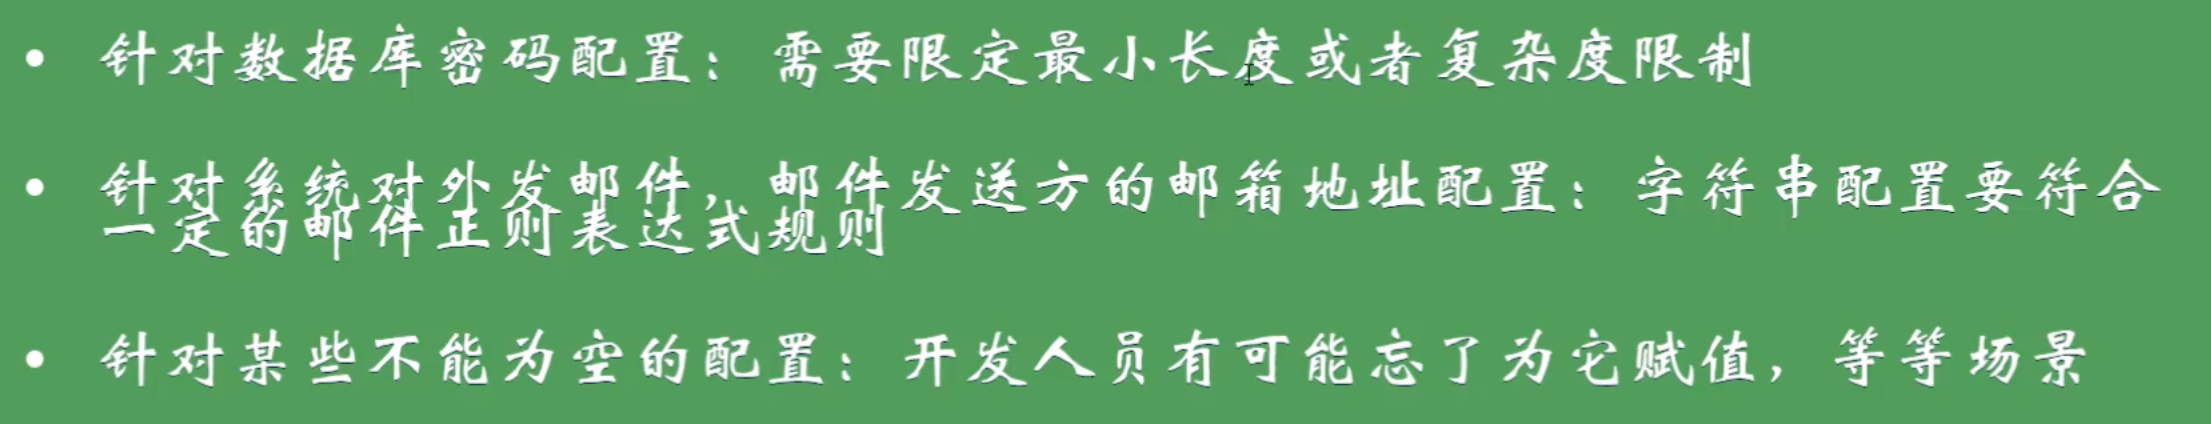 • 针对数据库密码配置：需要限定最小长度或者复杂度限制
• 针对系统对外发邮件，邮件发送方的邮箱地址配置：字符串配置要符合
一定的邮件正则表达式规则
• 针对某些不能为空的配置：开发人员有可能忘了为它赋值，等等场景